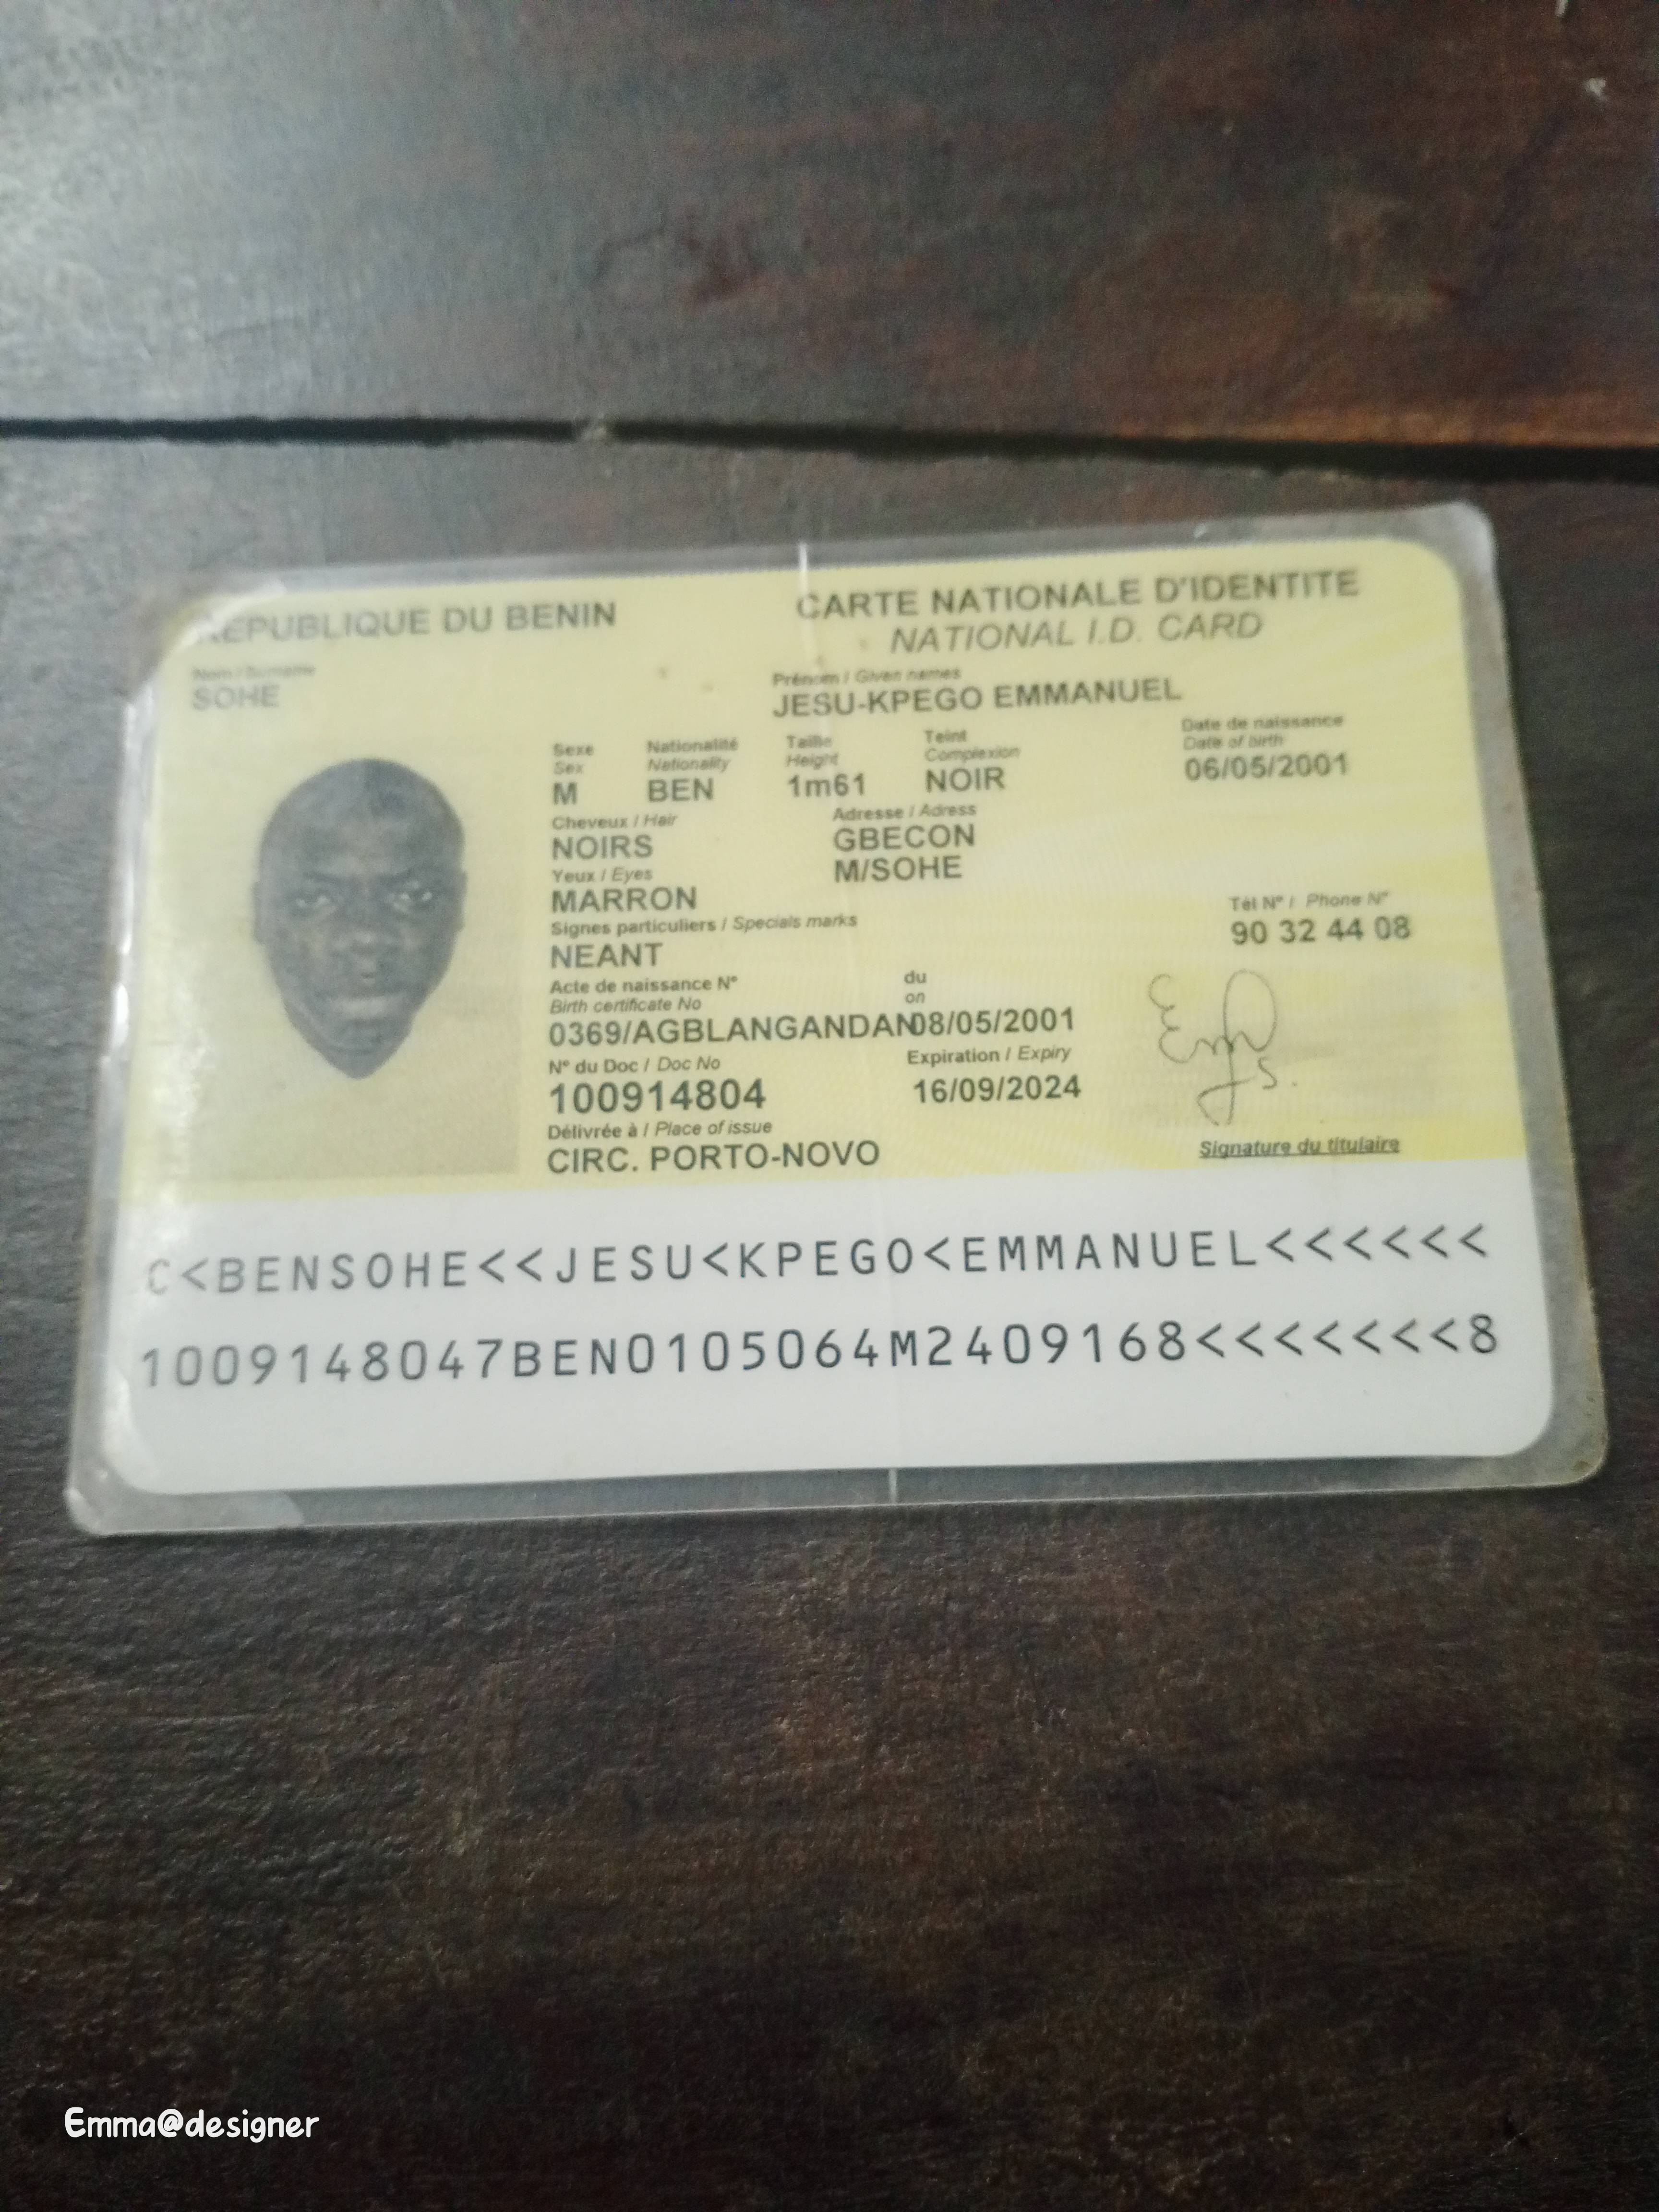 REPUBLIQUE DU BENIN
CARTE NATIONALE D'IDENTITE
NATIONAL I.D. CARD
Nom / Surname
SOHE
Prénom / Given names
JESU-KPEGO EMMANUEL
Sexe Nationalité Taille Teint Date de naissance
Sex Nationality Height Complexion Date of birth
M BEN 1m61 NOIR 06/05/2001
Cheveux / Hair Adresse / Adress
NOIRS GBECON
Yeux / Eyes M/SOHE
MARRON
Tél N° / Phone N°
90 32 44 08
Signes particuliers / Specials marks
NEANT
Acte de naissance N° du
Birth certificate No on
0369/AGBLANGANDAN 08/05/2001
N° du Doc / Doc No Expiration / Expiry
100914804 16/09/2024
Délivrée à / Place of issue
CIRC. PORTO-NOVO
Signature du titulaire
C<BENSOHE<<JESU<KPEGO<EMMANUEL<<<<<<
1009148047BEN0105064M2409168<<<<<<<8
Emma@designer